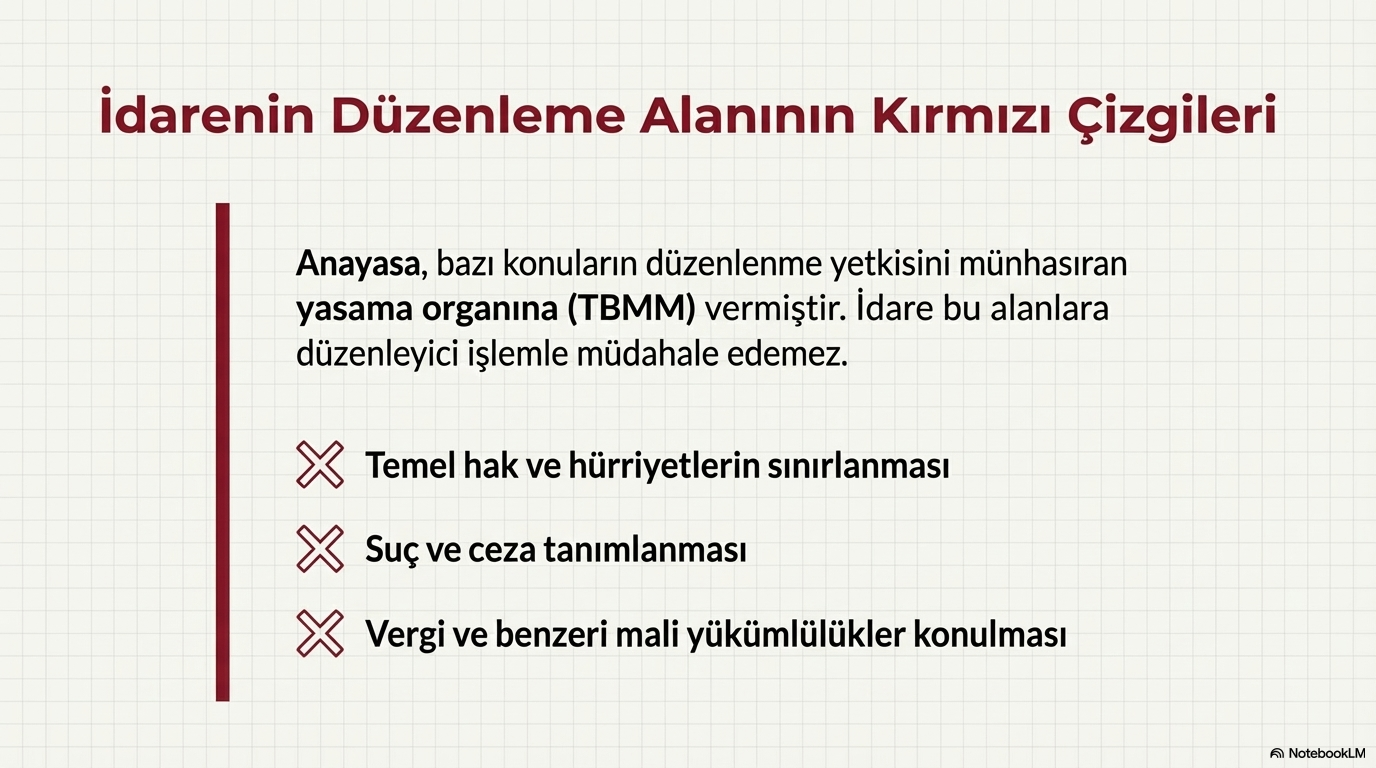 İdarenin Düzenleme Alanının Kırmızı Çizgileri
Anayasa, bazı konuların düzenlenme yetkisini münhasıran
yasama organına (TBMM) vermiştir. İdare bu alanlara
düzenleyici işlemle müdahale edemez.
Temel hak ve hürriyetlerin sınırlanması
Suç ve ceza tanımlanması
Vergi ve benzeri mali yükümlülükler konulması
NotebookLM